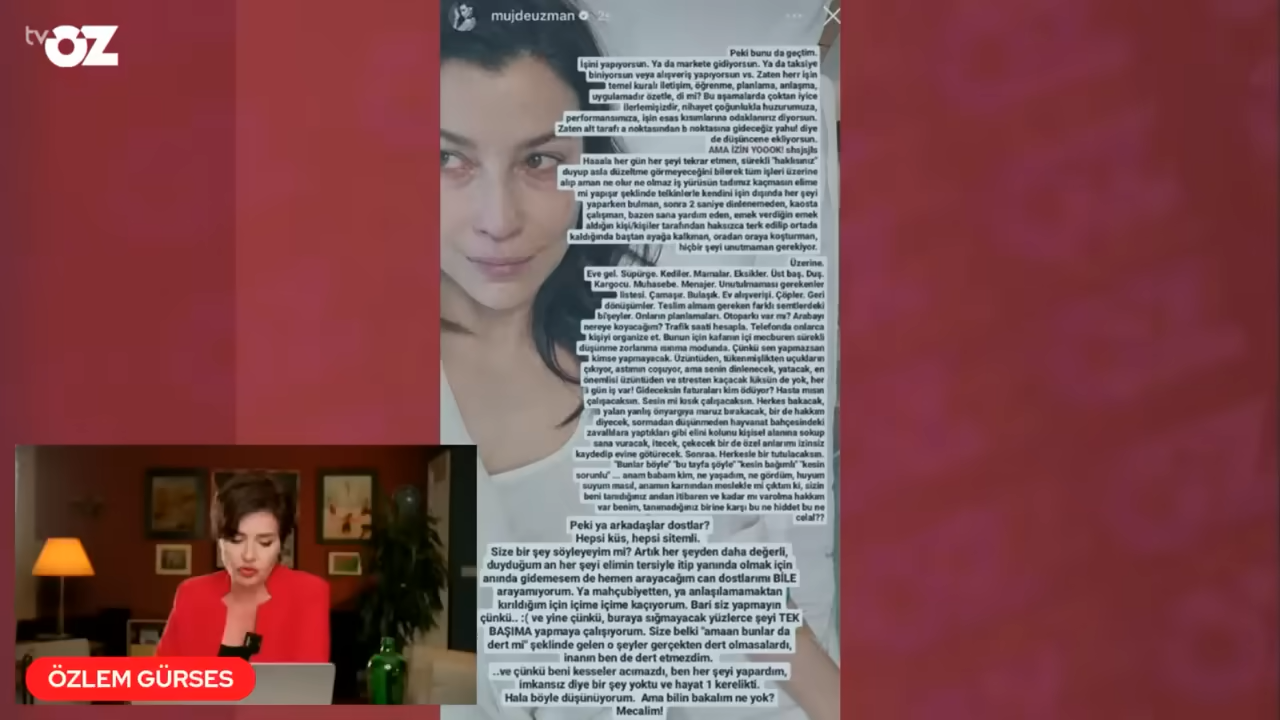 tv ÖZ
mujdeuzman
Peki bunu da geçtim.
İşini yapıyorsun. Ya da markete gidiyorsun. Ya da taksiye
biniyorsun veya alışveriş yapıyorsun vs. Zaten herr işin
temel kuralı iletişim, öğrenme, planlama, anlaşma,
uygulamadır özetle, di mi? Bu aşamalarda çoktan iyice
ilerlemişizdir, nihayet çoğunlukla huzurumuza,
performansımıza, işin esas kısımlarına odaklanırız diyorsun.
Zaten alt tarafı a noktasından b noktasına gideceğiz yahu! diye
de düşüncene ekliyorsun.
AMA İZİN YOOOK! shsjsjls
Haaala her gün her şeyi tekrar etmen, sürekli "haklısınız"
duyup asla düzeltme görmeyeceğini bilerek tüm işleri üzerine
alıp aman ne olur ne olmaz iş yürüsün tadımız kaçmasın elime
mi yapışır şeklinde telkinlerle kendini işin dışında her şeyi
yaparken bulman, sonra 2 saniye dinlenemeden, kaosta
çalışman, bazen sana yardım eden, emek verdiğin emek
aldığın kişi/kişiler tarafından haksızca terk edilip ortada
kaldığında baştan ayağa kalkman, oradan oraya koşturman,
hiçbir şeyi unutmaman gerekiyor.
Üzerine.
Eve gel. Süpürge. Kediler. Mamalar. Eksikler. Üst baş. Duş.
Kargocu. Muhasebe. Menajer. Unutulmaması gerekenler
listesi. Çamaşır. Bulaşık. Ev alışverişi. Çöpler. Geri
dönüşümler. Teslim almam gereken farklı semtlerdeki
bi'şeyler. Onların planlamaları. Otoparkı var mı? Arabayı
nereye koyacağım? Trafik saati hesapla. Telefonda onlarca
kişiyi organize et. Bunun için kafanın içi mecburen sürekli
düşünme zorlanma ısınma modunda. Çünkü sen yapmazsan
kimse yapmayacak. Üzüntüden, tükenmişlikten uçukların
çıkıyor, astımın coşuyor, ama senin dinlenecek, yatacak, en
önemlisi üzüntüden ve stresten kaçacak lüksün de yok, her
gün iş var! Gideceksin faturaları kim ödüyor? Hasta mısın
çalışacaksın. Sesin mi kısık çalışacaksın. Herkes bakacak,
yalan yanlış önyargıya maruz bırakacak, bir de hakkım
diyecek, sormadan düşünmeden hayvanat bahçesindeki
zavallılara yaptıkları gibi elini kolunu kişisel alanına sokup
sana vuracak, itecek, çekecek bir de özel anlarımı izinsiz
kaydedip evine götürecek. Sonraa. Herkesle bir tutulacaksın.
"Bunlar böyle" "bu tayfa şöyle" "kesin bağımlı" "kesin
sorunlu" ... anam babam kim, ne yaşadım, ne gördüm, huyum
suyum nasıl, anamın karnından meslekle mi çıktım ki, sizin
beni tanıdığınız andan itibaren ve kadar mı varolma hakkım
var benim, tanımadığınız birine karşı bu ne hiddet bu ne
celal??
Peki ya arkadaşlar dostlar?
Hepsi küs, hepsi sitemli.
Size bir şey söyleyeyim mi? Artık her şeyden daha değerli,
duyduğum an her şeyi elimin tersiyle itip yanında olmak için
anında gidemesem de hemen arayacağım can dostlarımı BİLE
arayamıyorum. Ya mahçubiyetten, ya anlaşılamamaktan
kırıldığım için içime içime kaçıyorum. Bari siz yapmayın
çünkü.. :( ve yine çünkü, buraya sığmayacak yüzlerce şeyi TEK
BAŞIMA yapmaya çalışıyorum. Size belki "amaan bunlar da
dert mi" şeklinde gelen o şeyler gerçekten dert olmasalardı,
inanın ben de dert etmezdim.
..ve çünkü beni kesseler acımazdı, ben her şeyi yapardım,
imkansız diye bir şey yoktu ve hayat 1 kerelikti.
Hala böyle düşünüyorum. Ama bilin bakalım ne yok?
Mecalim!
ÖZLEM GÜRSES